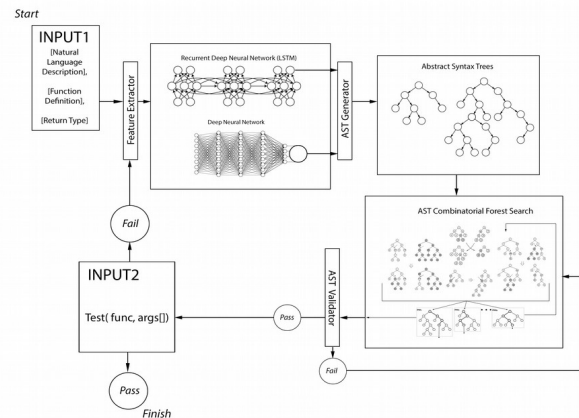 Start
INPUT1
[Natural
Language
Description],
[Function
Definition],
[Return Type]
Feature Extractor
Recurrent Deep Neural Network (LSTM)
Deep Neural Network
AST Generator
Abstract Syntax Trees
AST Combinatorial Forest Search
AST Validator
Pass
Fail
Fail
INPUT2
Test( func, args[])
Pass
Finish